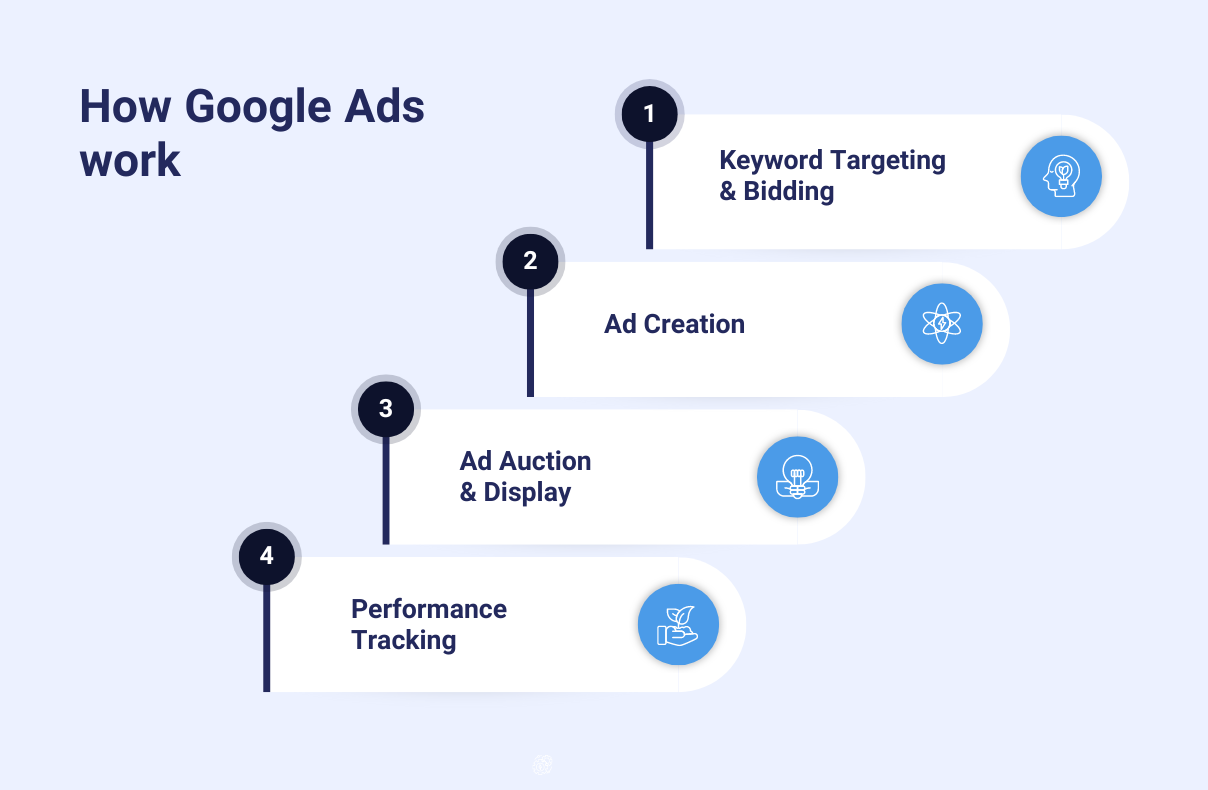 How Google Ads
work
1
Keyword Targeting
& Bidding
2
Ad Creation
3
Ad Auction
& Display
4
Performance
Tracking